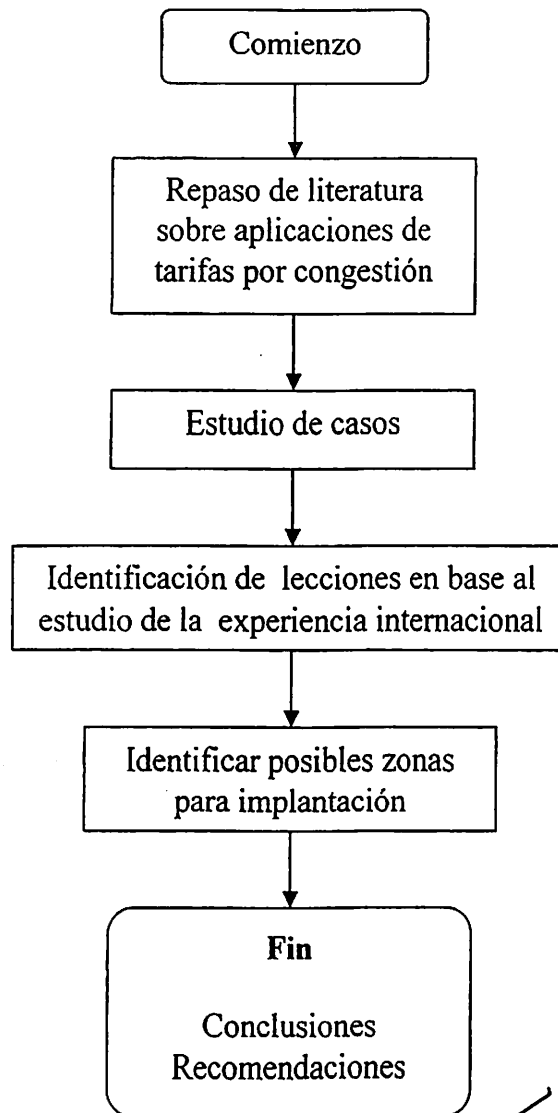 Comienzo
Repaso de literatura
sobre aplicaciones de
tarifas por congestión
Estudio de casos
Identificación de lecciones en base al
estudio de la experiencia internacional
Identificar posibles zonas
para implantación
Fin
Conclusiones
Recomendaciones